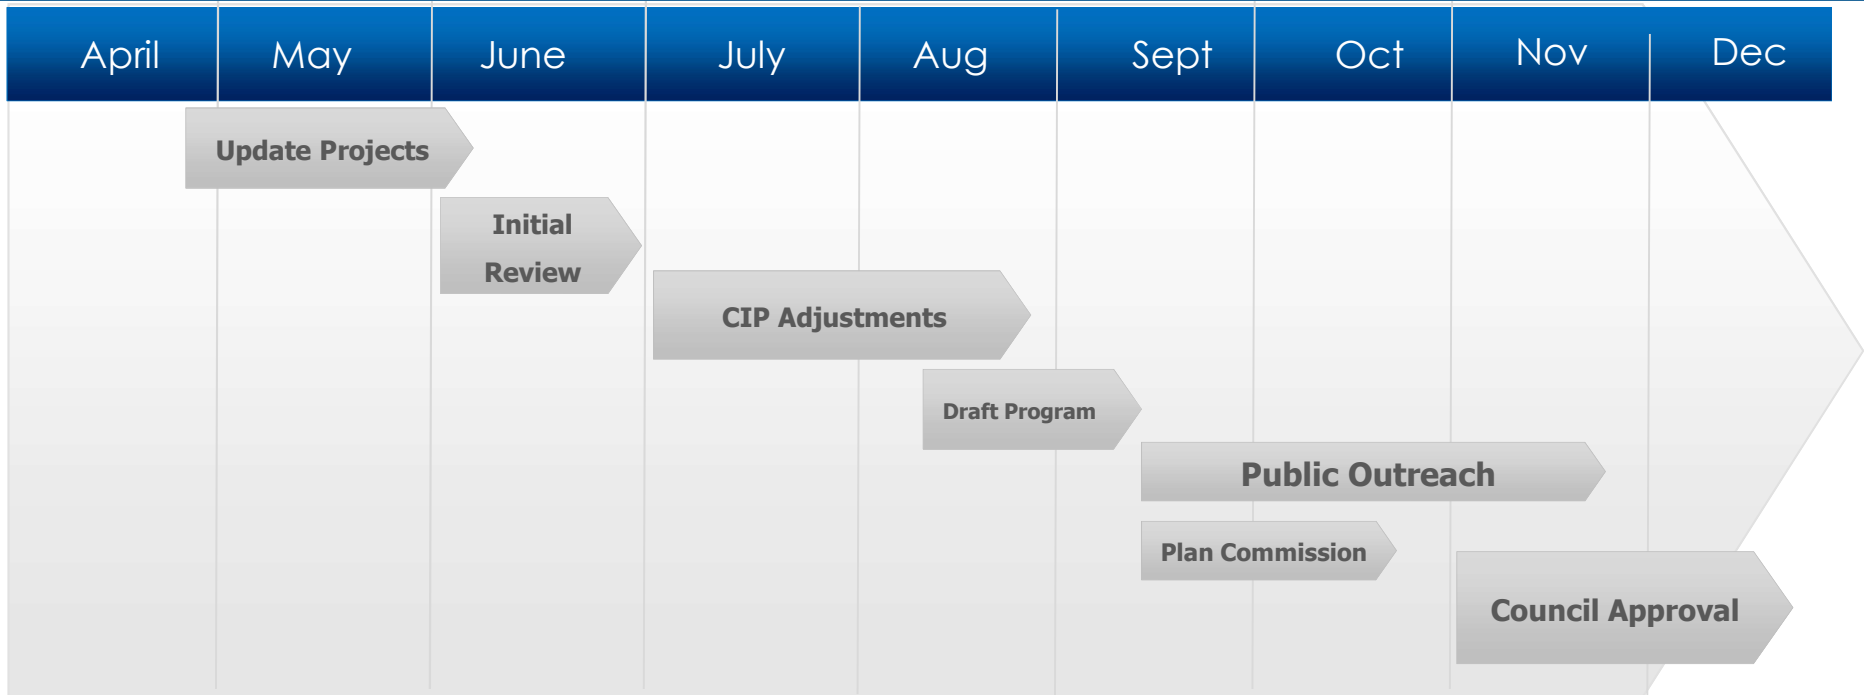 April May June July Aug Sept Oct Nov Dec
Update Projects
Initial
Review
CIP Adjustments
Draft Program
Public Outreach
Plan Commission
Council Approval